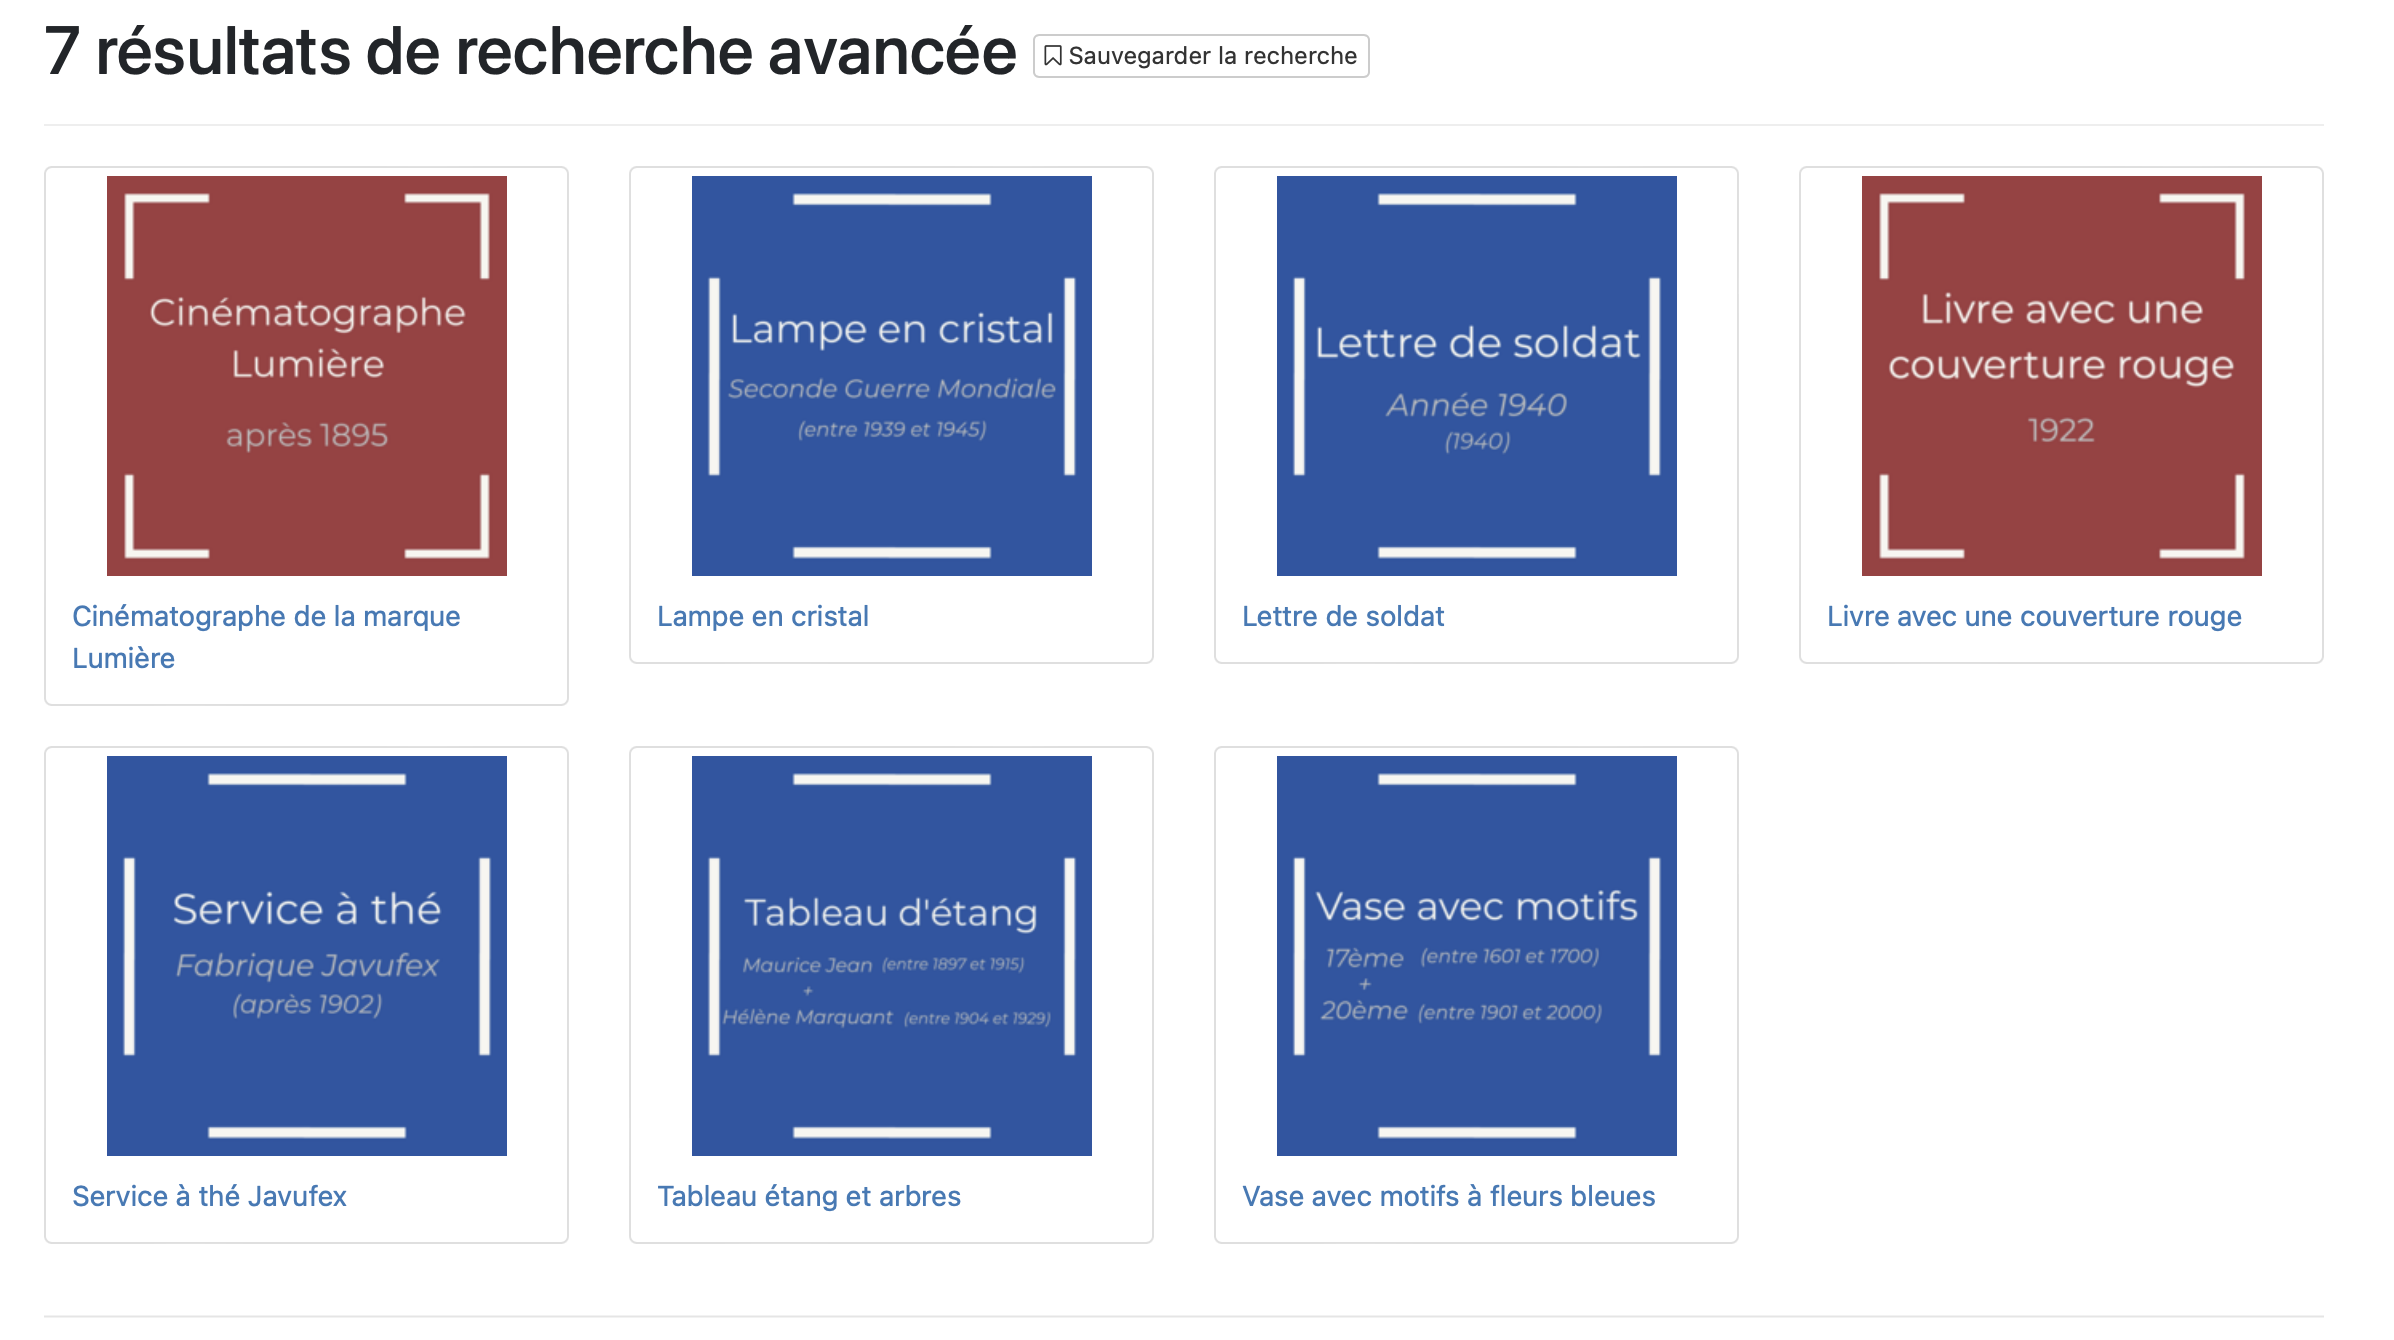 7 résultats de recherche avancée
Sauvegarder la recherche
Cinématographe
Lumière
après 1895
Cinématographe de la marque
Lumière
Lampe en cristal
Seconde Guerre Mondiale
(entre 1939 et 1945)
Lampe en cristal
Lettre de soldat
Année 1940
(1940)
Lettre de soldat
Livre avec une
couverture rouge
1922
Livre avec une couverture rouge
Service à thé
Fabrique Javufex
(après 1902)
Service à thé Javufex
Tableau d'étang
Maurice Jean (entre 1897 et 1915)
+
Hélène Marquant (entre 1904 et 1929)
Tableau étang et arbres
Vase avec motifs
17ème (entre 1601 et 1700)
+
20ème (entre 1901 et 2000)
Vase avec motifs à fleurs bleues